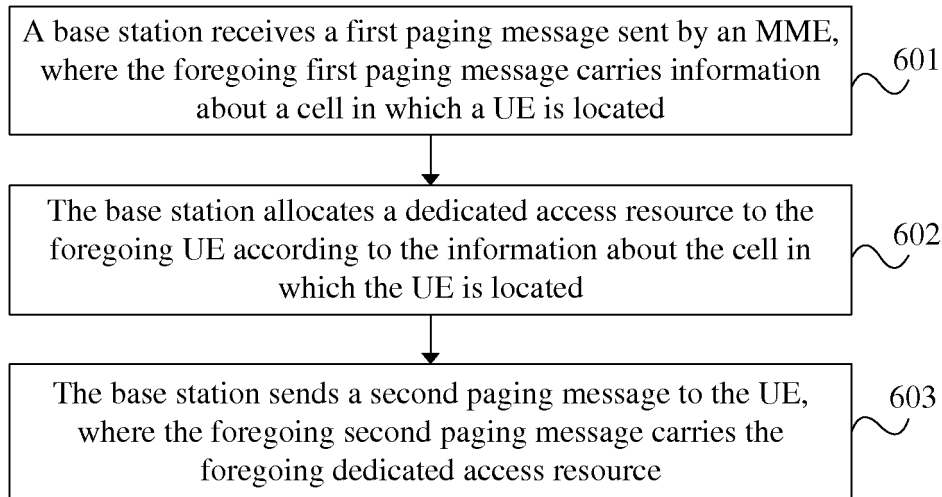 A base station receives a first paging message sent by an MME,
where the foregoing first paging message carries information
about a cell in which a UE is located
601
The base station allocates a dedicated access resource to the
foregoing UE according to the information about the cell in
which the UE is located
602
The base station sends a second paging message to the UE,
where the foregoing second paging message carries the
foregoing dedicated access resource
603